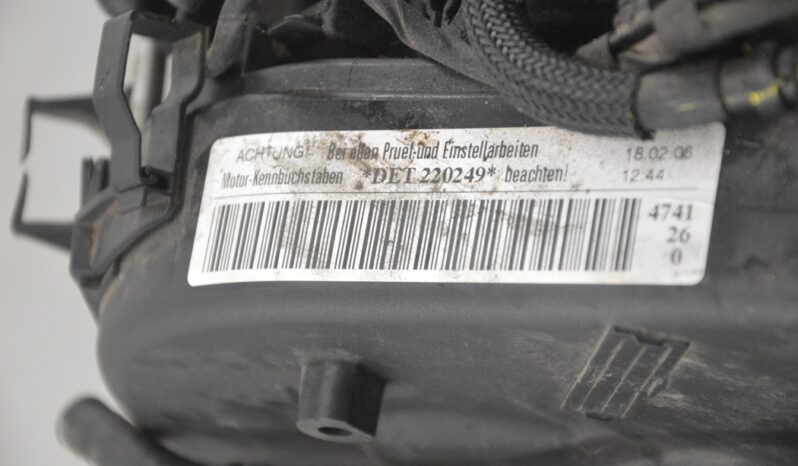 ACHTUNG! Bei allen Pruef-und Einstellarbeiten 18.02.06
Motor-Kennbuchstaben *DET 220249* beachten! 12:44
4741
26
0